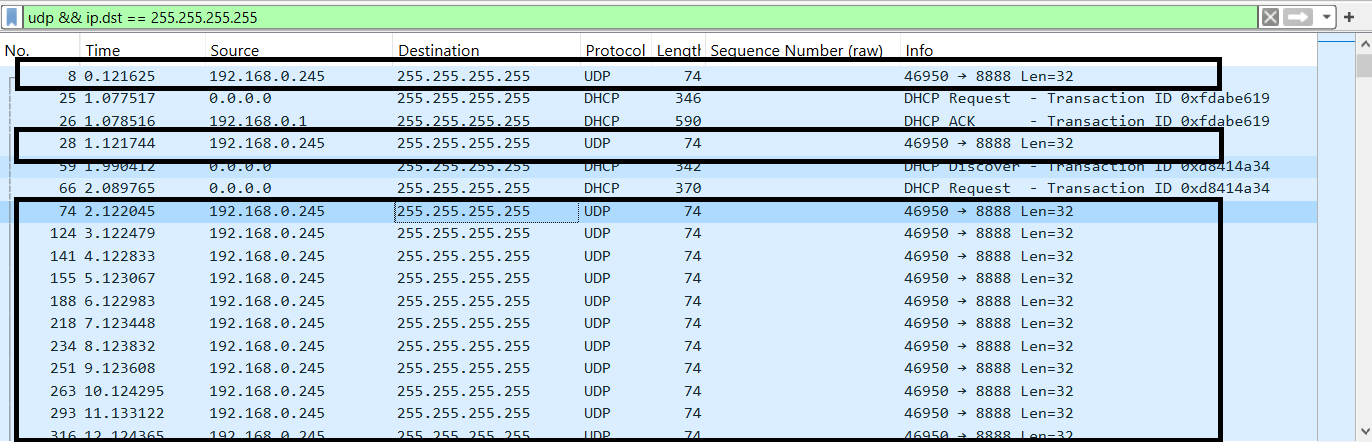 udp && ip.dst == 255.255.255.255
No. Time Source Destination Protocol Length Sequence Number (raw) Info
8 0.121625 192.168.0.245 255.255.255.255 UDP 74 46950 → 8888 Len=32
25 1.077517 0.0.0.0 255.255.255.255 DHCP 346 DHCP Request - Transaction ID 0xfdabe619
26 1.078516 192.168.0.1 255.255.255.255 DHCP 590 DHCP ACK - Transaction ID 0xfdabe619
28 1.121744 192.168.0.245 255.255.255.255 UDP 74 46950 → 8888 Len=32
59 1.990412 0.0.0.0 255.255.255.255 DHCP 342 DHCP Discover - Transaction ID 0xd8414a34
66 2.089765 0.0.0.0 255.255.255.255 DHCP 370 DHCP Request - Transaction ID 0xd8414a34
74 2.122045 192.168.0.245 255.255.255.255 UDP 74 46950 → 8888 Len=32
124 3.122479 192.168.0.245 255.255.255.255 UDP 74 46950 → 8888 Len=32
141 4.122833 192.168.0.245 255.255.255.255 UDP 74 46950 → 8888 Len=32
155 5.123067 192.168.0.245 255.255.255.255 UDP 74 46950 → 8888 Len=32
188 6.122983 192.168.0.245 255.255.255.255 UDP 74 46950 → 8888 Len=32
218 7.123448 192.168.0.245 255.255.255.255 UDP 74 46950 → 8888 Len=32
234 8.123832 192.168.0.245 255.255.255.255 UDP 74 46950 → 8888 Len=32
251 9.123608 192.168.0.245 255.255.255.255 UDP 74 46950 → 8888 Len=32
263 10.124295 192.168.0.245 255.255.255.255 UDP 74 46950 → 8888 Len=32
293 11.133122 192.168.0.245 255.255.255.255 UDP 74 46950 → 8888 Len=32
316 12.124365 192.168.0.245 255.255.255.255 UDP 74 46950 → 8888 Len=32